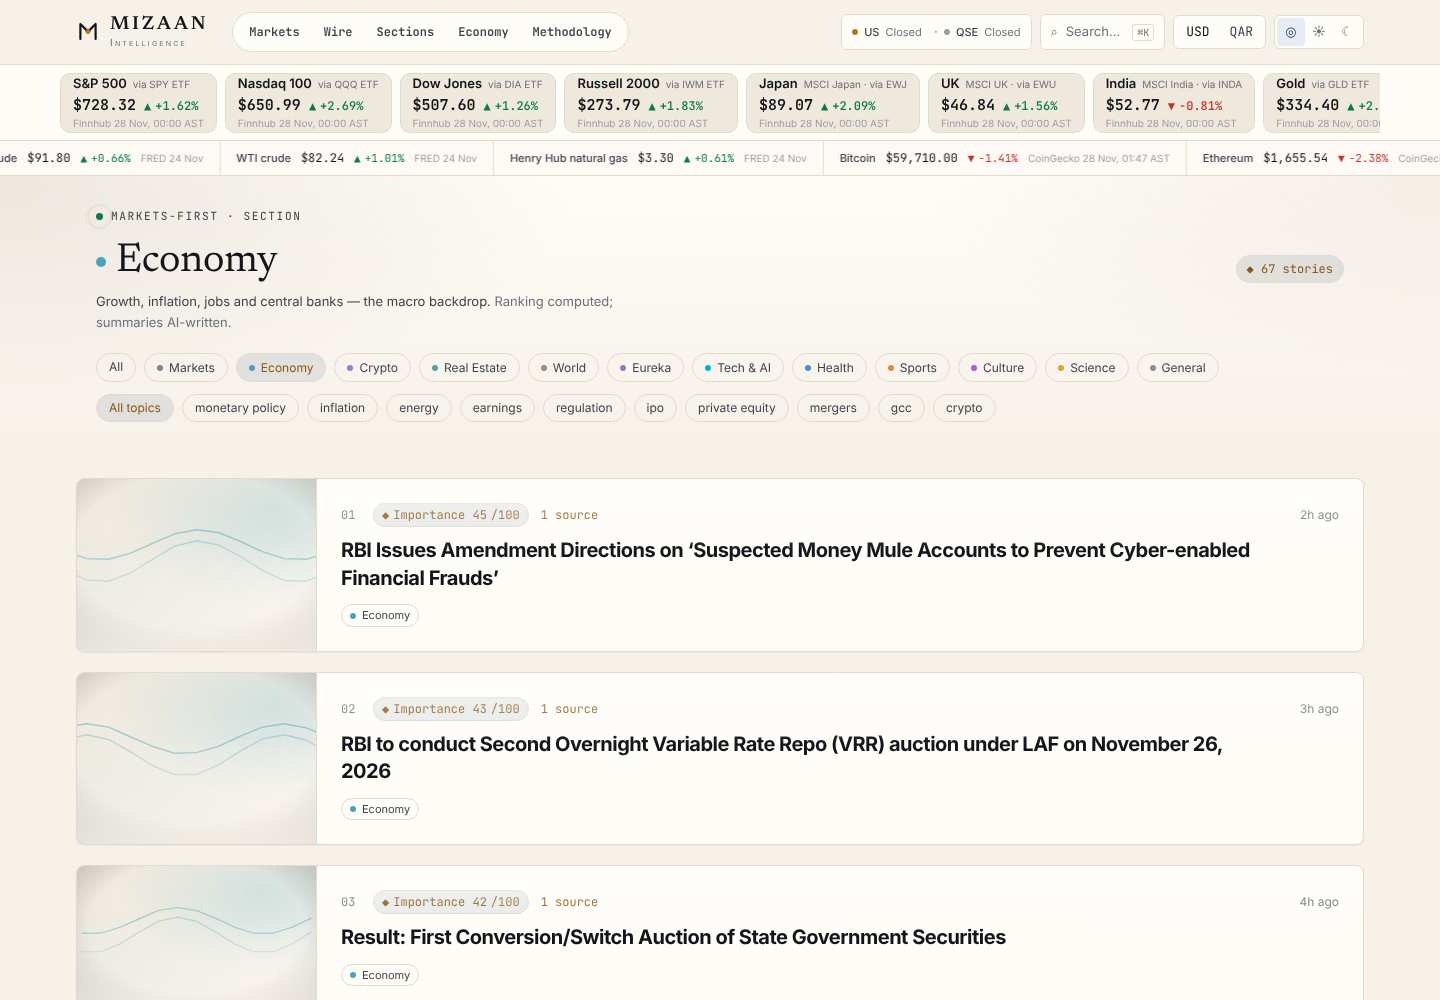 MIZAAN
INTELLIGENCE
Markets Wire Sections Economy Methodology
US Closed · QSE Closed
Search... ⌘K
USD QAR
S&P 500 via SPY ETF
$728.32 ▲ +1.62%
Finnhub 28 Nov, 00:00 AST
Nasdaq 100 via QQQ ETF
$650.99 ▲ +2.69%
Finnhub 28 Nov, 00:00 AST
Dow Jones via DIA ETF
$507.60 ▲ +1.26%
Finnhub 28 Nov, 00:00 AST
Russell 2000 via IWM ETF
$273.79 ▲ +1.83%
Finnhub 28 Nov, 00:00 AST
Japan MSCI Japan · via EWJ
$89.07 ▲ +2.09%
Finnhub 28 Nov, 00:00 AST
UK MSCI UK · via EWU
$46.84 ▲ +1.56%
Finnhub 28 Nov, 00:00 AST
India MSCI India · via INDA
$52.77 ▼ -0.81%
Finnhub 28 Nov, 00:00 AST
Gold via GLD ETF
$334.40 ▲ +2.
Finnhub 28 Nov, 00:0
ude $91.80 ▲ +0.66% FRED 24 Nov
WTI crude $82.24 ▲ +1.01% FRED 24 Nov
Henry Hub natural gas $3.30 ▲ +0.61% FRED 24 Nov
Bitcoin $59,710.00 ▼ -1.41% CoinGecko 28 Nov, 01:47 AST
Ethereum $1,655.54 ▼ -2.38% CoinGec
MARKETS-FIRST · SECTION
Economy
◆ 67 stories
Growth, inflation, jobs and central banks — the macro backdrop. Ranking computed;
summaries AI-written.
All Markets Economy Crypto Real Estate World Eureka Tech & AI Health Sports Culture Science General
All topics monetary policy inflation energy earnings regulation ipo private equity mergers gcc crypto
01 ◆ Importance 45 /100 1 source 2h ago
RBI Issues Amendment Directions on ‘Suspected Money Mule Accounts to Prevent Cyber-enabled
Financial Frauds’
Economy
02 ◆ Importance 43 /100 1 source 3h ago
RBI to conduct Second Overnight Variable Rate Repo (VRR) auction under LAF on November 26,
2026
Economy
03 ◆ Importance 42 /100 1 source 4h ago
Result: First Conversion/Switch Auction of State Government Securities
Economy